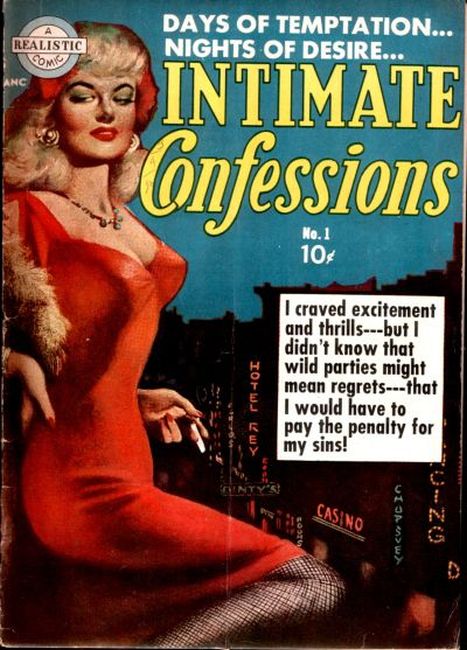 A
REALISTIC
COMIC
DAYS OF TEMPTATION...
NIGHTS OF DESIRE...
INTIMATE
Confessions
No. 1
10¢
I craved excitement
and thrills---but I
didn't know that
wild parties might
mean regrets---that
I would have to
pay the penalty for
my sins!
HOTEL REY
CASINO